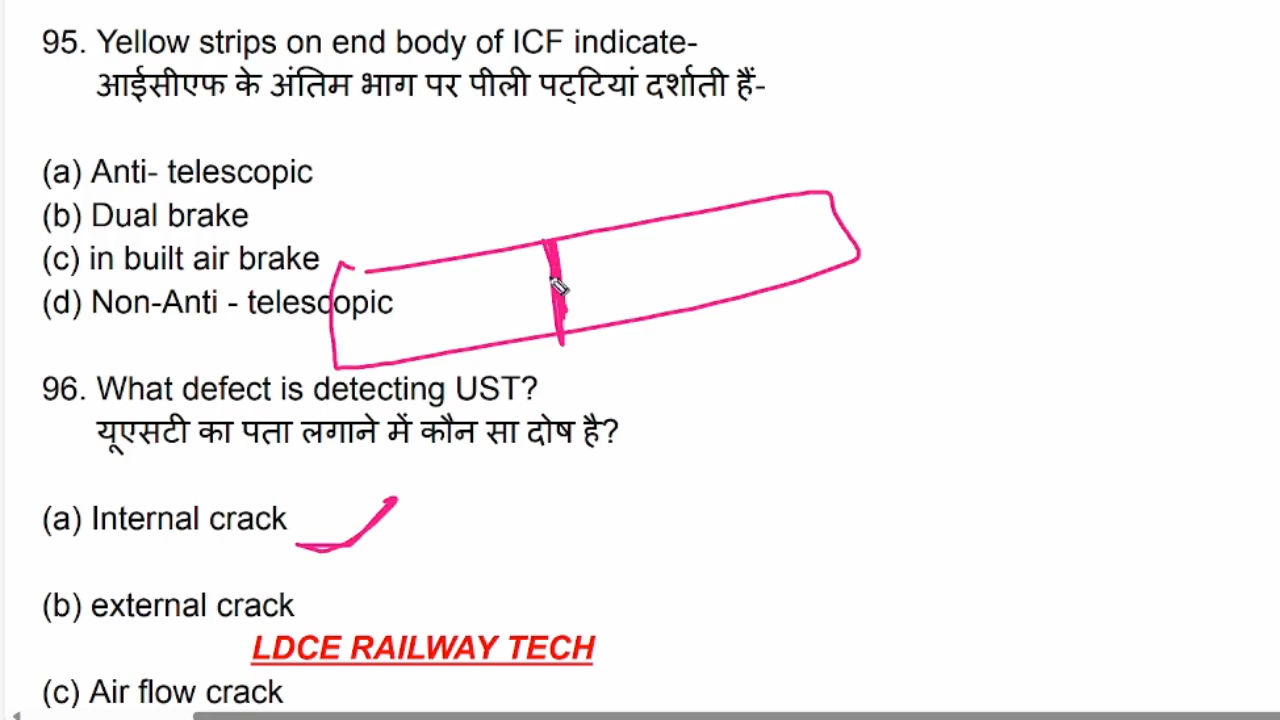 95. Yellow strips on end body of ICF indicate-
आईसीएफ के अंतिम भाग पर पीली पट्टियां दर्शाती हैं-
(a) Anti- telescopic
(b) Dual brake
(c) in built air brake
(d) Non-Anti - telescopic
96. What defect is detecting UST?
यूएसटी का पता लगाने में कौन सा दोष है?
(a) Internal crack
(b) external crack
LDCE RAILWAY TECH
(c) Air flow crack